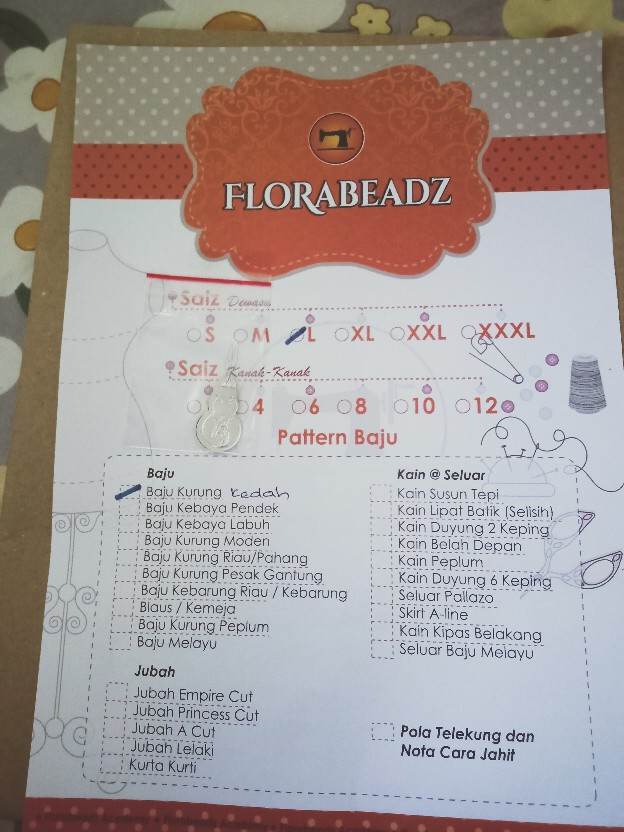 FLORABEADZ
Saiz Dewasa
S M L XL XXL XXXL
Saiz Kanak-Kanak
4 6 8 10 12
Pattern Baju
Baju
Baju Kurung Kedah
Baju Kebaya Pendek
Baju Kebaya Labuh
Baju Kurung Moden
Baju Kurung Riau/Pahang
Baju Kurung Pesak Gantung
Baju Kebarung Riau / Kebarung
Blaus / Kemeja
Baju Kurung Peplum
Baju Melayu
Jubah
Jubah Empire Cut
Jubah Princess Cut
Jubah A Cut
Jubah Lelaki
Kurta Kurti
Kain @ Seluar
Kain Susun Tepi
Kain Lipat Batik (Selisih)
Kain Duyung 2 Keping
Kain Belah Depan
Kain Peplum
Kain Duyung 6 Keping
Seluar Pallazo
Skirt A-line
Kain Kipas Belakang
Seluar Baju Melayu
Pola Telekung dan
Nota Cara Jahit